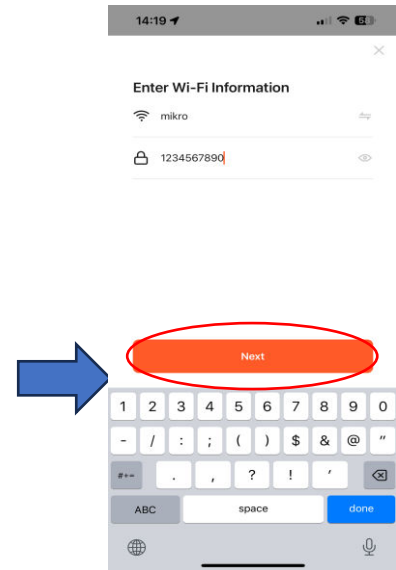 14:19 58
Enter Wi-Fi Information
mikro
1234567890
Next
1 2 3 4 5 6 7 8 9 0
- / : ; ( ) $ & @ "
#+= . , ? ! '
ABC space done